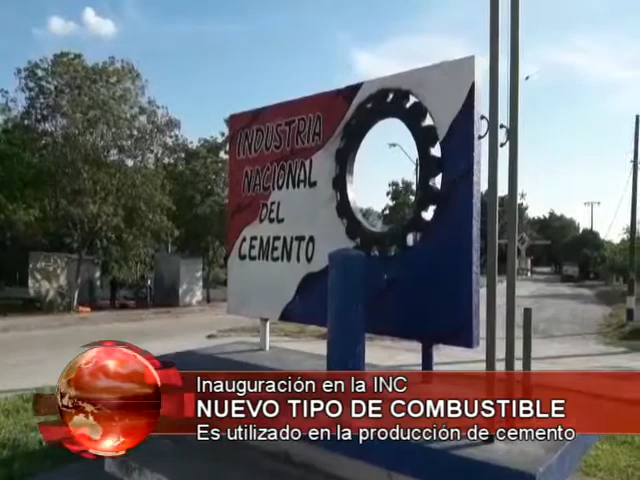 INDUSTRIA
NACIONAL
DEL
CEMENTO
Inauguración en la INC
NUEVO TIPO DE COMBUSTIBLE
Es utilizado en la producción de cemento